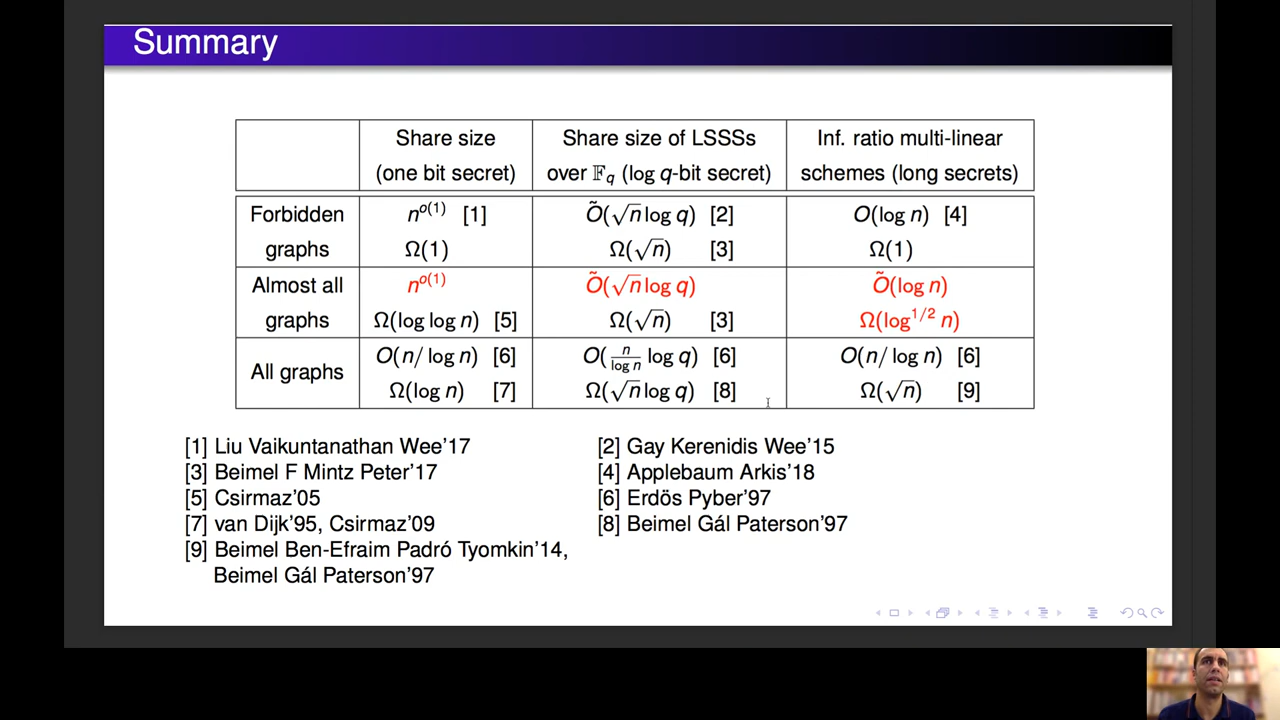 Summary
Share size Share size of LSSSs Inf. ratio multi-linear
(one bit secret) over 𝔽q (log q-bit secret) schemes (long secrets)
Forbidden n^o(1) [1] Õ(√n log q) [2] O(log n) [4]
graphs Ω(1) Ω(√n) [3] Ω(1)
Almost all n^o(1) Õ(√n log q) Õ(log n)
graphs Ω(log log n) [5] Ω(√n) [3] Ω(log^1/2 n)
All graphs
O(n/ log n) [6] O(n/log n log q) [6] O(n/ log n) [6]
Ω(log n) [7] Ω(√n log q) [8] Ω(√n) [9]
[1] Liu Vaikuntanathan Wee'17 [2] Gay Kerenidis Wee'15
[3] Beimel F Mintz Peter'17 [4] Applebaum Arkis'18
[5] Csirmaz'05 [6] Erdös Pyber'97
[7] van Dijk'95, Csirmaz'09 [8] Beimel Gál Paterson'97
[9] Beimel Ben-Efraim Padró Tyomkin'14,
Beimel Gál Paterson'97